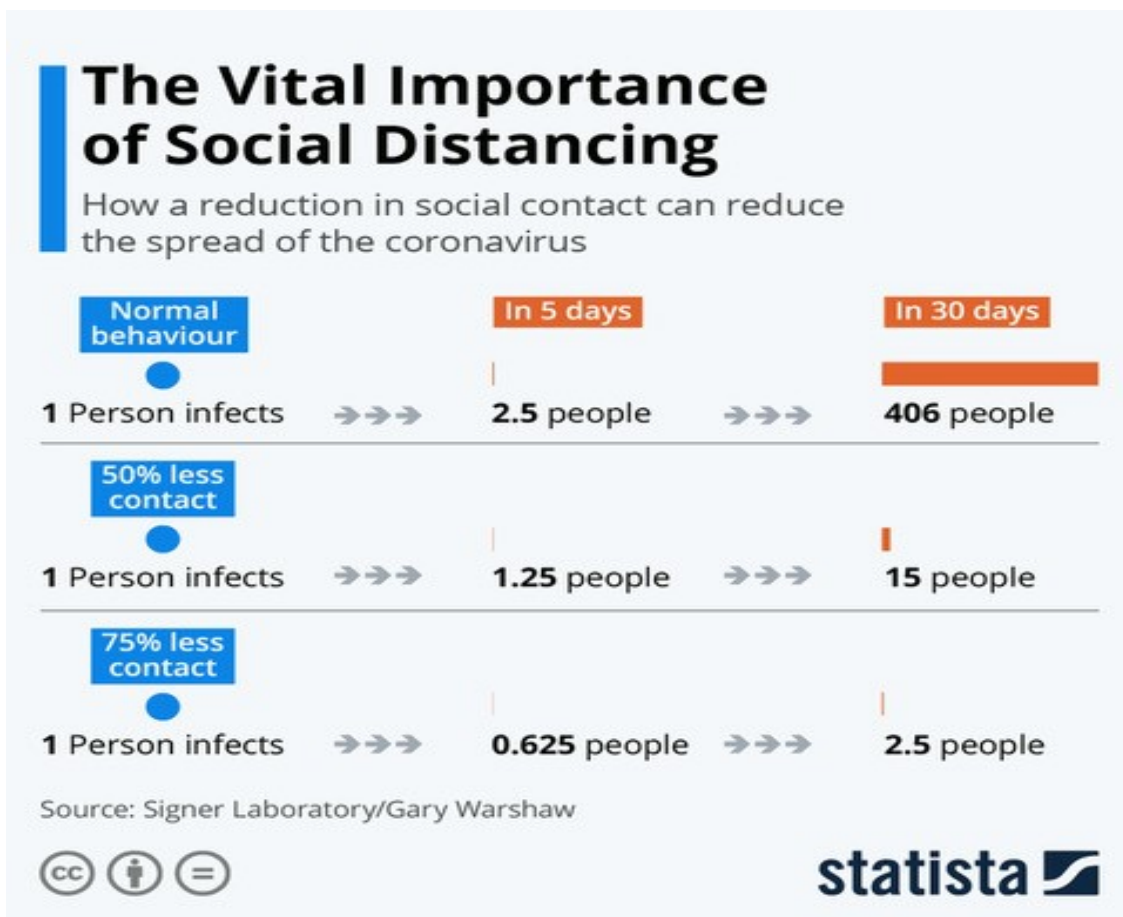 The Vital Importance
of Social Distancing
How a reduction in social contact can reduce
the spread of the coronavirus
Normal
behaviour
In 5 days
In 30 days
1 Person infects
2.5 people
406 people
50% less
contact
1 Person infects
1.25 people
15 people
75% less
contact
1 Person infects
0.625 people
2.5 people
Source: Signer Laboratory/Gary Warshaw
cc
statista